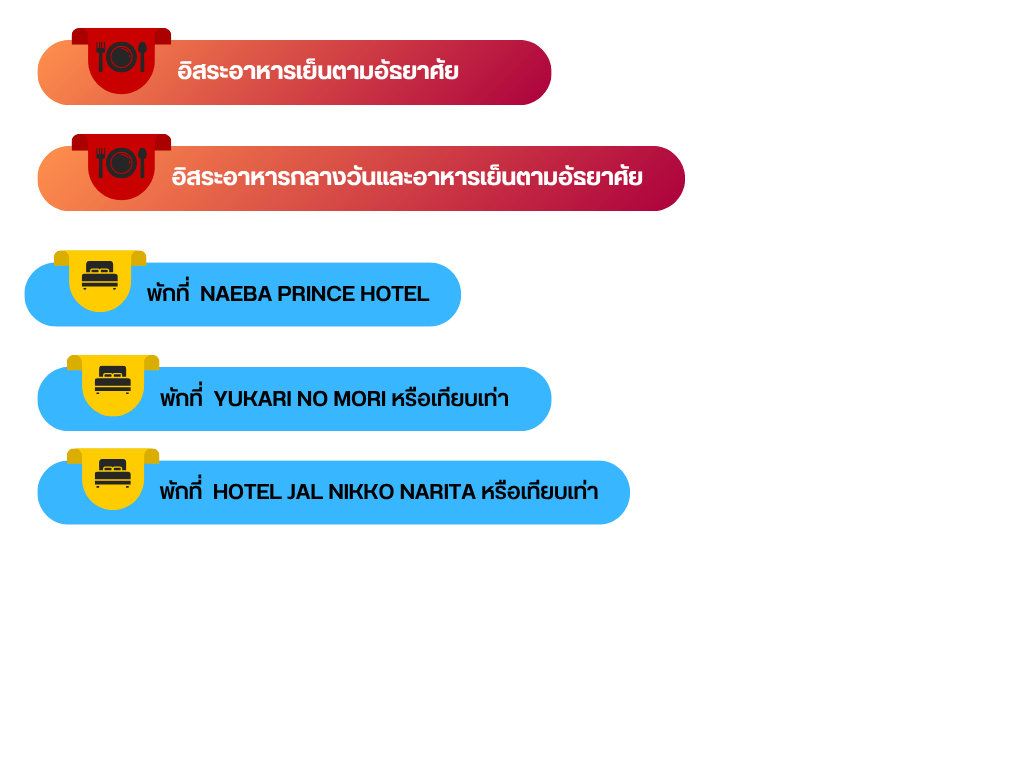 อิสระอาหารเย็นตามอัธยาศัย
อิสระอาหารกลางวันและอาหารเย็นตามอัธยาศัย
พักที่ NAEBA PRINCE HOTEL
พักที่ YUKARI NO MORI หรือเทียบเท่า
พักที่ HOTEL JAL NIKKO NARITA หรือเทียบเท่า